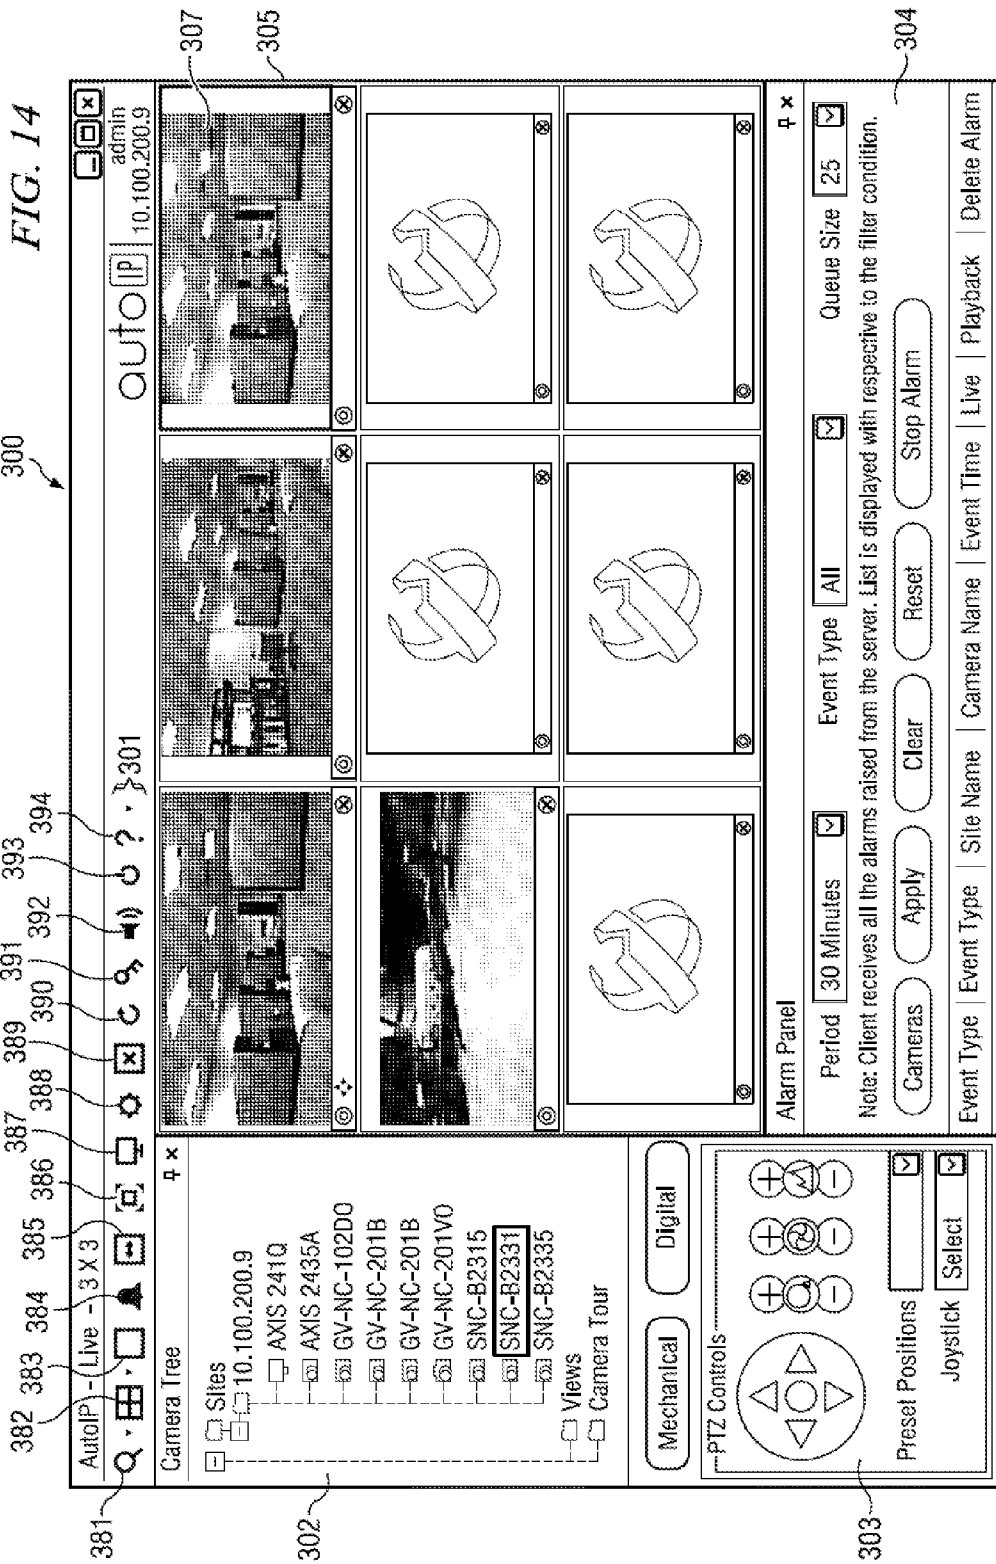 FIG. 14
300
381
382
383
384
385
386
387
388
389
390
391
392
393
394
301
AutoIP - Live - 3 X 3
auto IP
admin
10.100.200.9
307
305
Camera Tree
Sites
10.100.200.9
AXIS 241Q
AXIS 2435A
GV-NC-102DO
GV-NC-201B
GV-NC-201B
GV-NC-201VO
SNC-B2315
SNC-B2331
SNC-B2335
Views
Camera Tour
302
Mechanical
Digital
PTZ Controls
Preset Positions
Joystick Select
303
Alarm Panel
Period 30 Minutes Event Type All Queue Size 25
Note: Client receives all the alarms raised from the server. List is displayed with respective to the filter condition.
Cameras Apply Clear Reset Stop Alarm
304
Event Type Event Type Site Name Camera Name Event Time Live Playback Delete Alarm